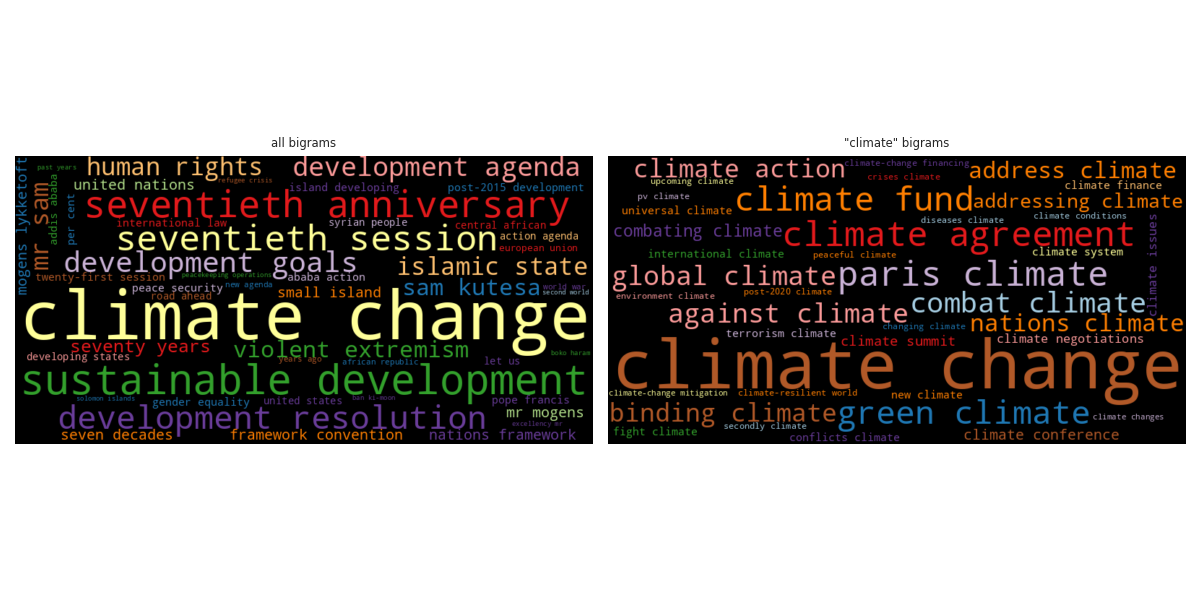 all bigrams
human rights
development agenda
past years
refugee crisis
united nations
island developing
post-2015 development
mogens lykketoft
mr sam
addis ababa
per cent
seventieth anniversary
international law
syrian people
central african
seventieth session
action agenda
european union
development goals
islamic state
twenty-first session
peacekeeping operations
ababa action
peace security
new agenda
small island
sam kutesa
world war
second world
road ahead
climate change
seventy years
violent extremism
developing states
years ago
african republic
let us
boko haram
sustainable development
solomon islands
gender equality
united states
ban ki-moon
pope francis
development resolution
mr mogens
excellency mr
seven decades
framework convention
nations framework
"climate" bigrams
climate action
climate-change financing
address climate
upcoming climate
crises climate
climate finance
pv climate
climate fund
addressing climate
universal climate
diseases climate
climate conditions
combating climate
climate agreement
climate issues
international climate
peaceful climate
climate system
global climate
paris climate
environment climate
post-2020 climate
combat climate
against climate
nations climate
terrorism climate
changing climate
climate summit
climate negotiations
climate change
climate-change mitigation
climate-resilient world
new climate
binding climate
green climate
climate changes
secondly climate
fight climate
conflicts climate
climate conference